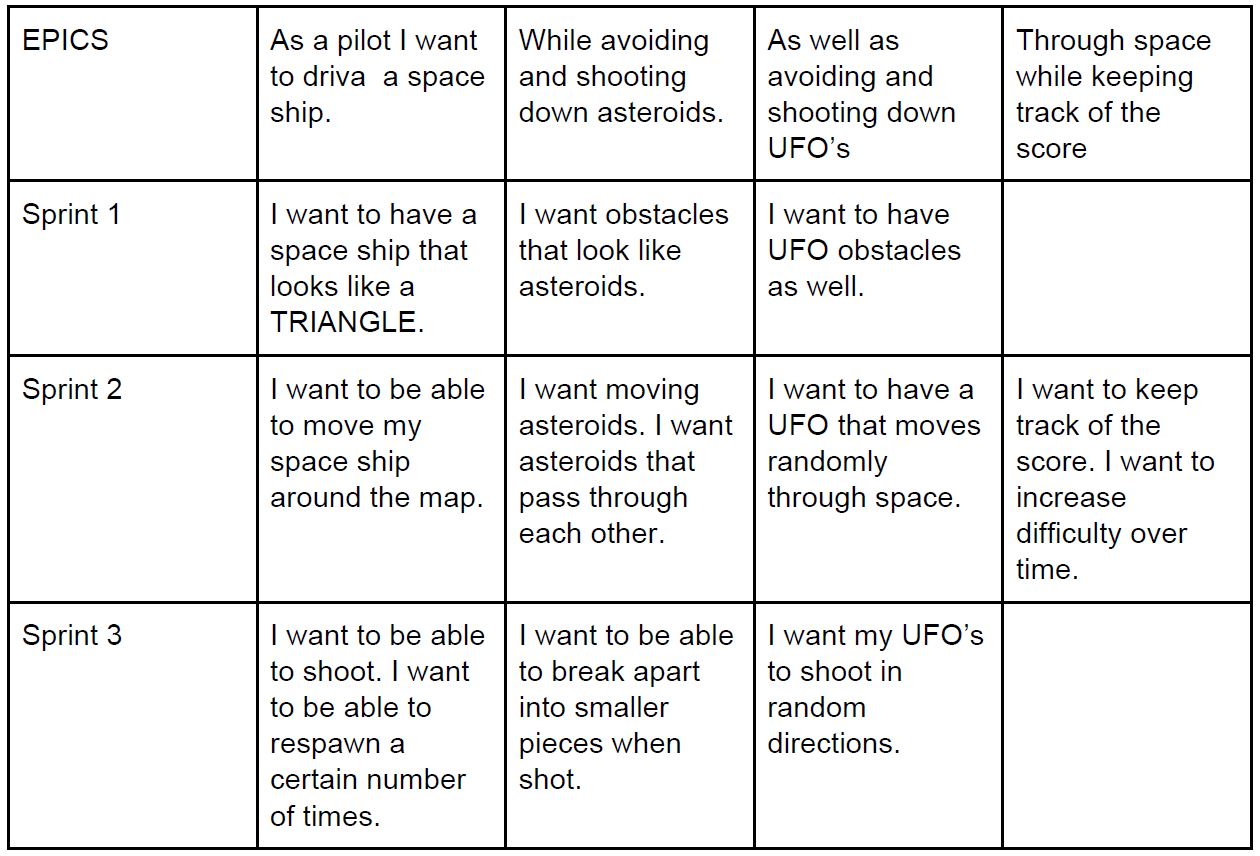 EPICS
As a pilot I want
to driva  a space
ship.
While avoiding
and shooting
down asteroids.
As well as
avoiding and
shooting down
UFO’s
Through space
while keeping
track of the
score
Sprint 1
I want to have a
space ship that
looks like a
TRIANGLE.
I want obstacles
that look like
asteroids.
I want to have
UFO obstacles
as well.
Sprint 2
I want to be able
to move my
space ship
around the map.
I want moving
asteroids. I want
asteroids that
pass through
each other.
I want to have a
UFO that moves
randomly
through space.
I want to keep
track of the
score. I want to
increase
difficulty over
time.
Sprint 3
I want to be able
to shoot. I want
to be able to
respawn a
certain number
of times.
I want to be able
to break apart
into smaller
pieces when
shot.
I want my UFO’s
to shoot in
random
directions.